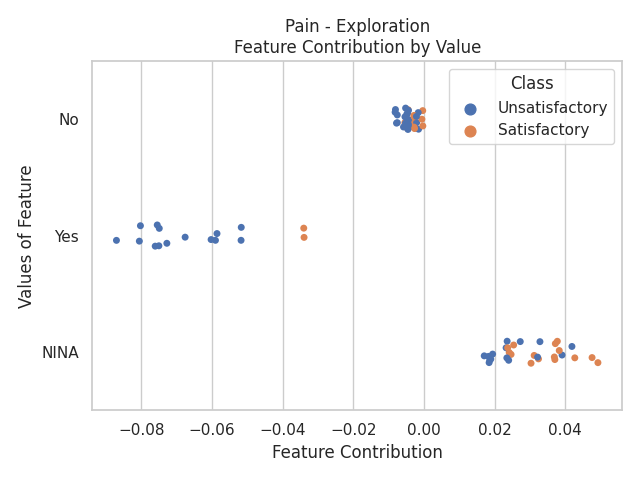 Pain - Exploration
Feature Contribution by Value
Class
Unsatisfactory
Satisfactory
No
Yes
NINA
Values of Feature
−0.08 −0.06 −0.04 −0.02 0.00 0.02 0.04
Feature Contribution